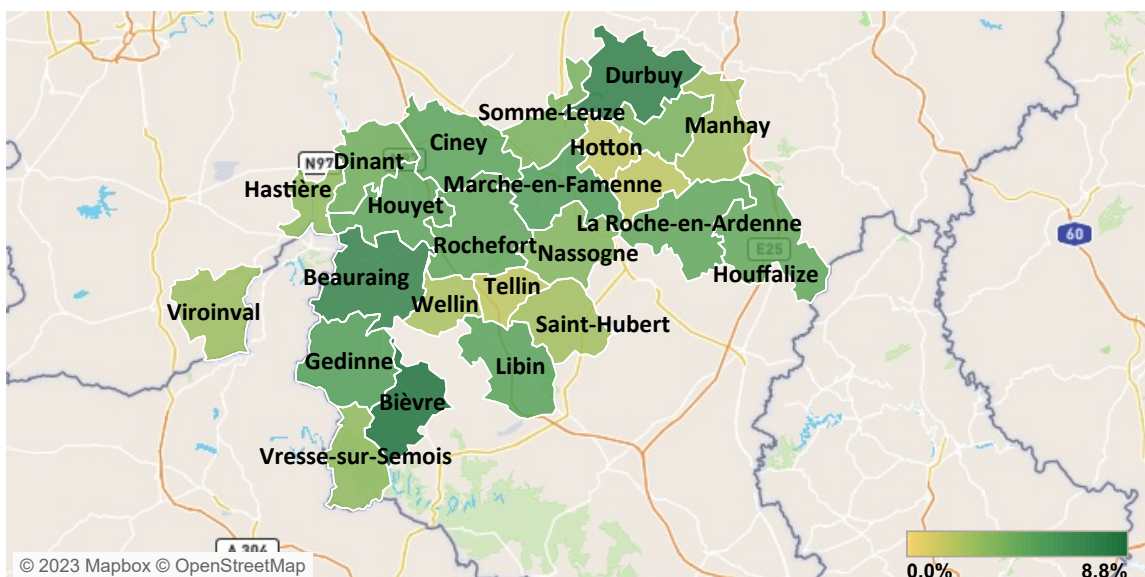 Durbuy
Somme-Leuze
Manhay
Ciney
Hotton
N97
Dinant
Hastière
Marche-en-Famenne
Houyet
La Roche-en-Ardenne
60
Rochefort
Nassogne
E25
Beauraing
Houffalize
Tellin
Wellin
Viroinval
Saint-Hubert
Gedinne
Libin
Bièvre
Vresse-sur-Semois
A 304
© 2023 Mapbox © OpenStreetMap
0.0% 8.8%